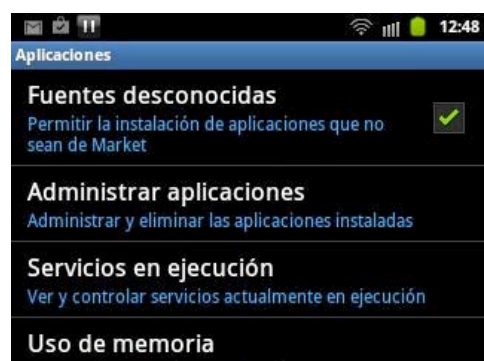 12:48
Aplicaciones
Fuentes desconocidas
Permitir la instalación de aplicaciones que no
sean de Market
Administrar aplicaciones
Administrar y eliminar las aplicaciones instaladas
Servicios en ejecución
Ver y controlar servicios actualmente en ejecución
Uso de memoria